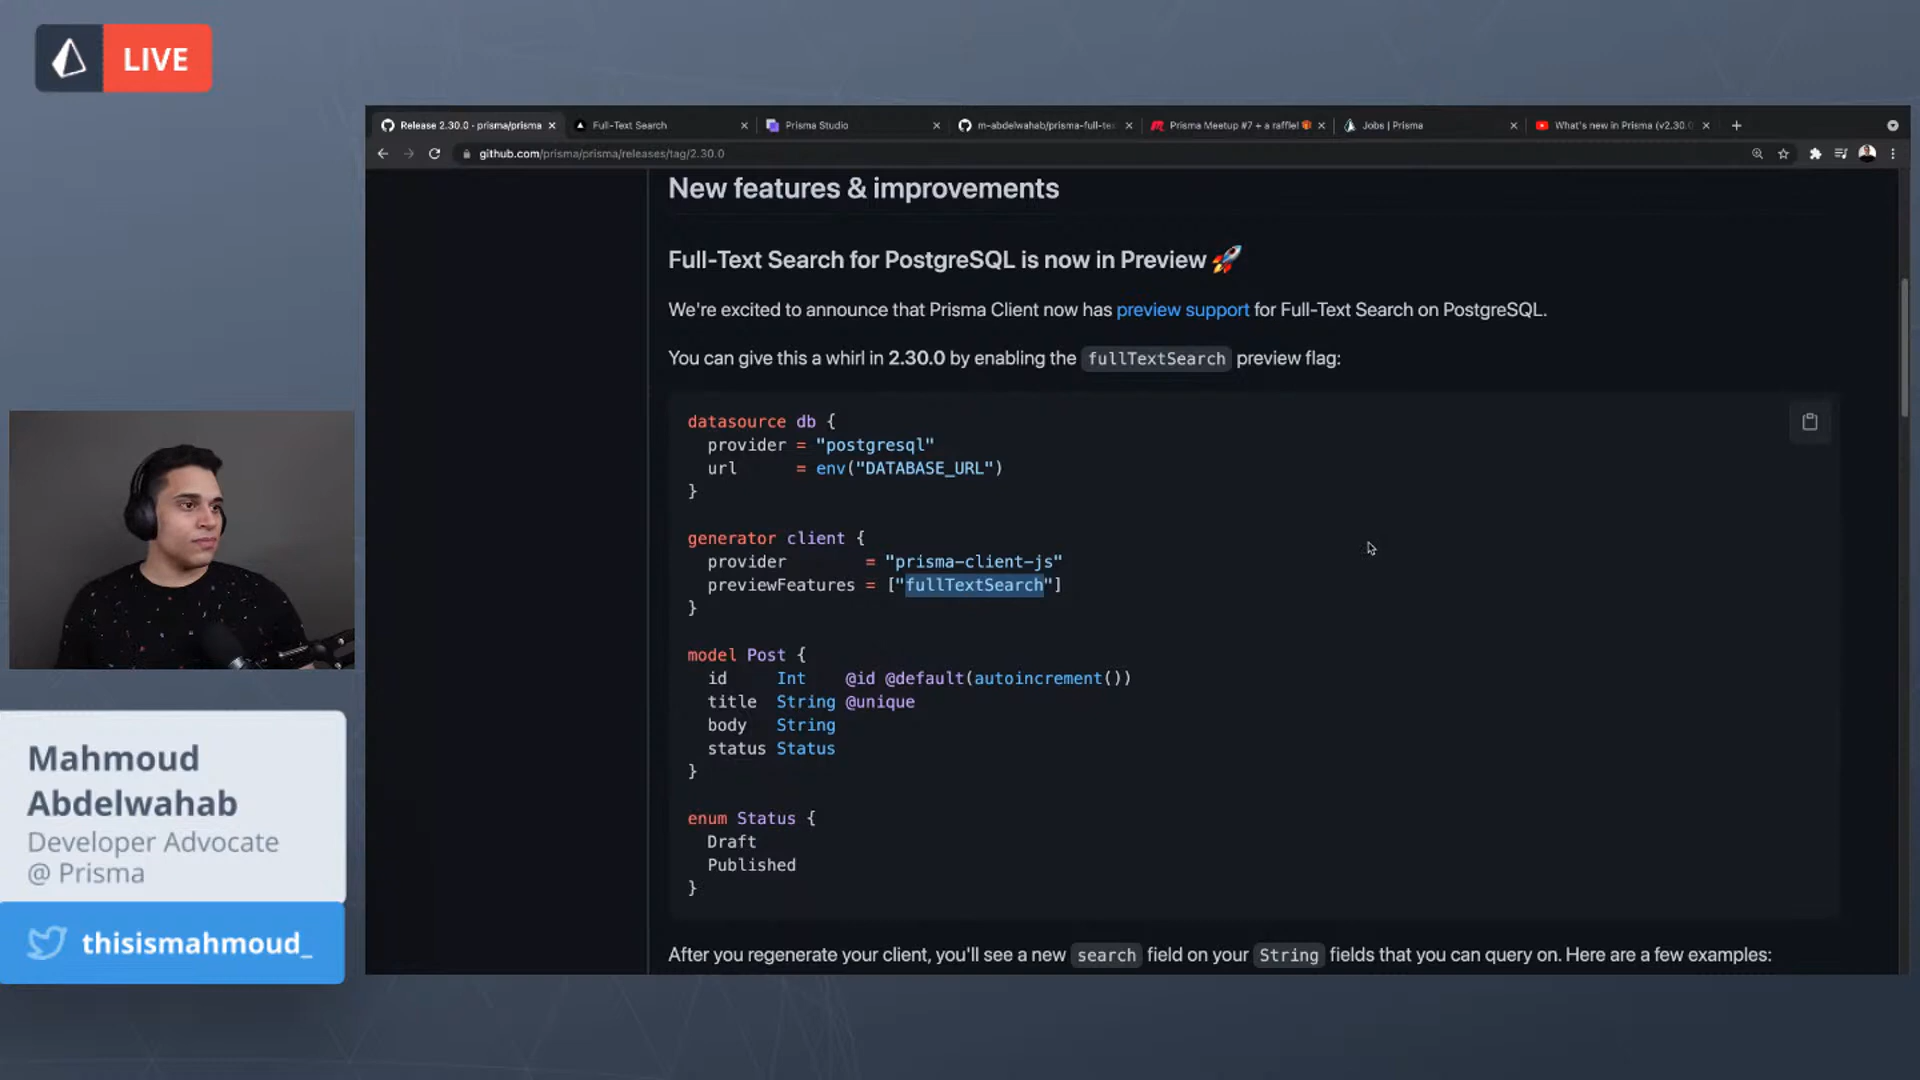 LIVE
Release 2.30.0 · prisma/prisma
Full-Text Search
Prisma Studio
m-abdelwahab/prisma-full-te
Prisma Meetup #7 + a raffle! 🎁
Jobs | Prisma
What's new in Prisma (v2.30.0
github.com/prisma/prisma/releases/tag/2.30.0
New features & improvements
Full-Text Search for PostgreSQL is now in Preview 🚀
We're excited to announce that Prisma Client now has preview support for Full-Text Search on PostgreSQL.
You can give this a whirl in 2.30.0 by enabling the fullTextSearch preview flag:
datasource db {
  provider = "postgresql"
  url      = env("DATABASE_URL")
}
generator client {
  provider        = "prisma-client-js"
  previewFeatures = ["fullTextSearch"]
}
model Post {
  id     Int    @id @default(autoincrement())
  title  String @unique
  body   String
  status Status
}
enum Status {
  Draft
  Published
}
After you regenerate your client, you'll see a new search field on your String fields that you can query on. Here are a few examples:
Mahmoud
Abdelwahab
Developer Advocate
@ Prisma
thisismahmoud_